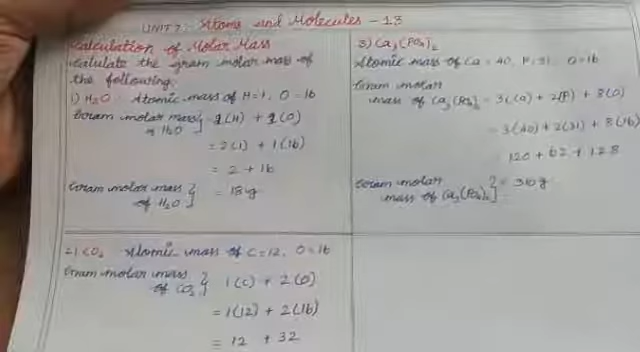 UNIT 7: Atoms and Molecules - 13
Calculation of Molar Mass
Calulate the gram molar mass of
the following:
1) H₂O Atomic mass of H=1, O=16
Gram molar mass } = 2(H) + 1(O)
of H₂O
= 2(1) + 1(16)
= 2 + 16
Gram molar mass } = 18g
of H₂O
2) CO₂ Atomic mass of C=12, O=16
Gram molar mass } 1(C) + 2(O)
of CO₂
= 1(12) + 2(16)
= 12 + 32
3) Ca₃(PO₄)₂
Atomic mass of Ca = 40, P=31, O=16
Gram molar
mass of Ca₃(PO₄)₂ = 3(Ca) + 2(P) + 8(O)
= 3(40) + 2(31) + 8(16)
120 + 62 + 128
Gram molar } = 310g
mass of Ca₃(PO₄)₂